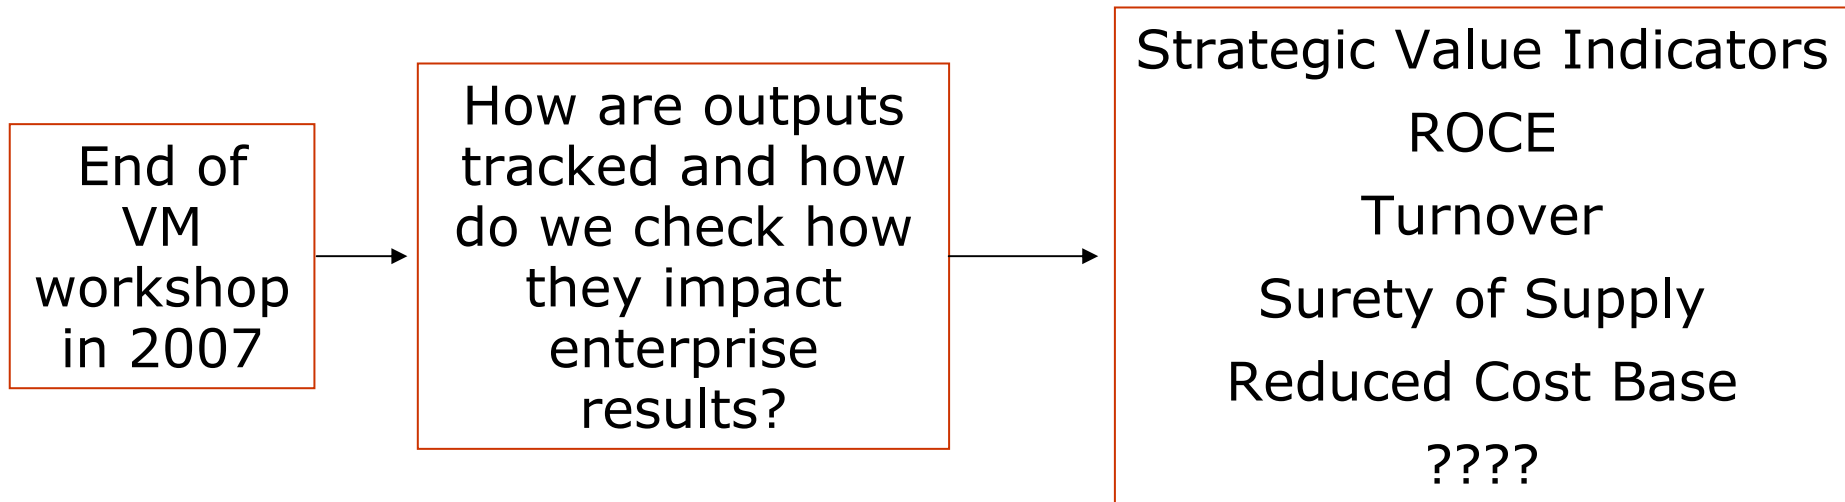 End of
VM
workshop
in 2007
How are outputs
tracked and how
do we check how
they impact
enterprise
results?
Strategic Value Indicators
ROCE
Turnover
Surety of Supply
Reduced Cost Base
????